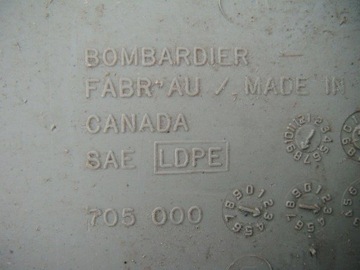 BOMBARDIER
FABR. AU / MADE IN
CANADA
SAE LDPE
705 000